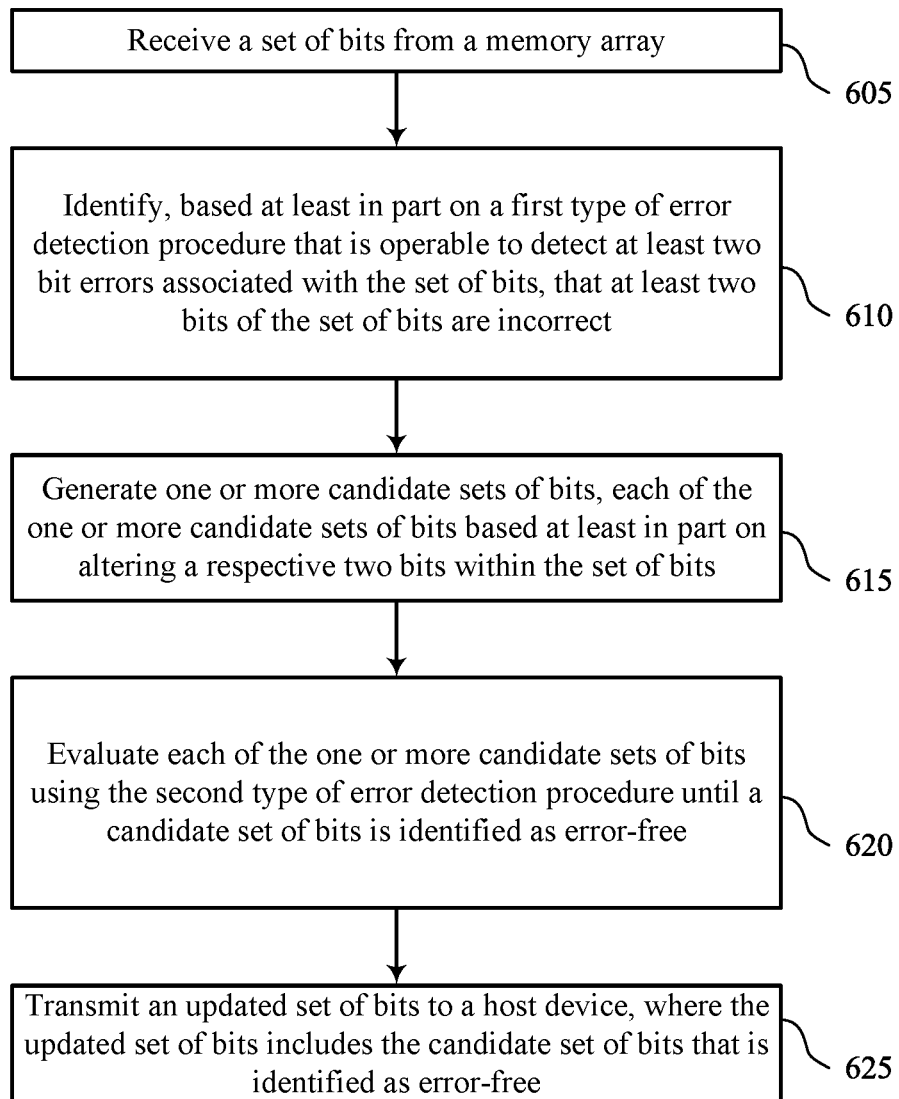 Receive a set of bits from a memory array
605
Identify, based at least in part on a first type of error
detection procedure that is operable to detect at least two
bit errors associated with the set of bits, that at least two
bits of the set of bits are incorrect
610
Generate one or more candidate sets of bits, each of the
one or more candidate sets of bits based at least in part on
altering a respective two bits within the set of bits
615
Evaluate each of the one or more candidate sets of bits
using the second type of error detection procedure until a
candidate set of bits is identified as error-free
620
Transmit an updated set of bits to a host device, where the
updated set of bits includes the candidate set of bits that is
identified as error-free
625